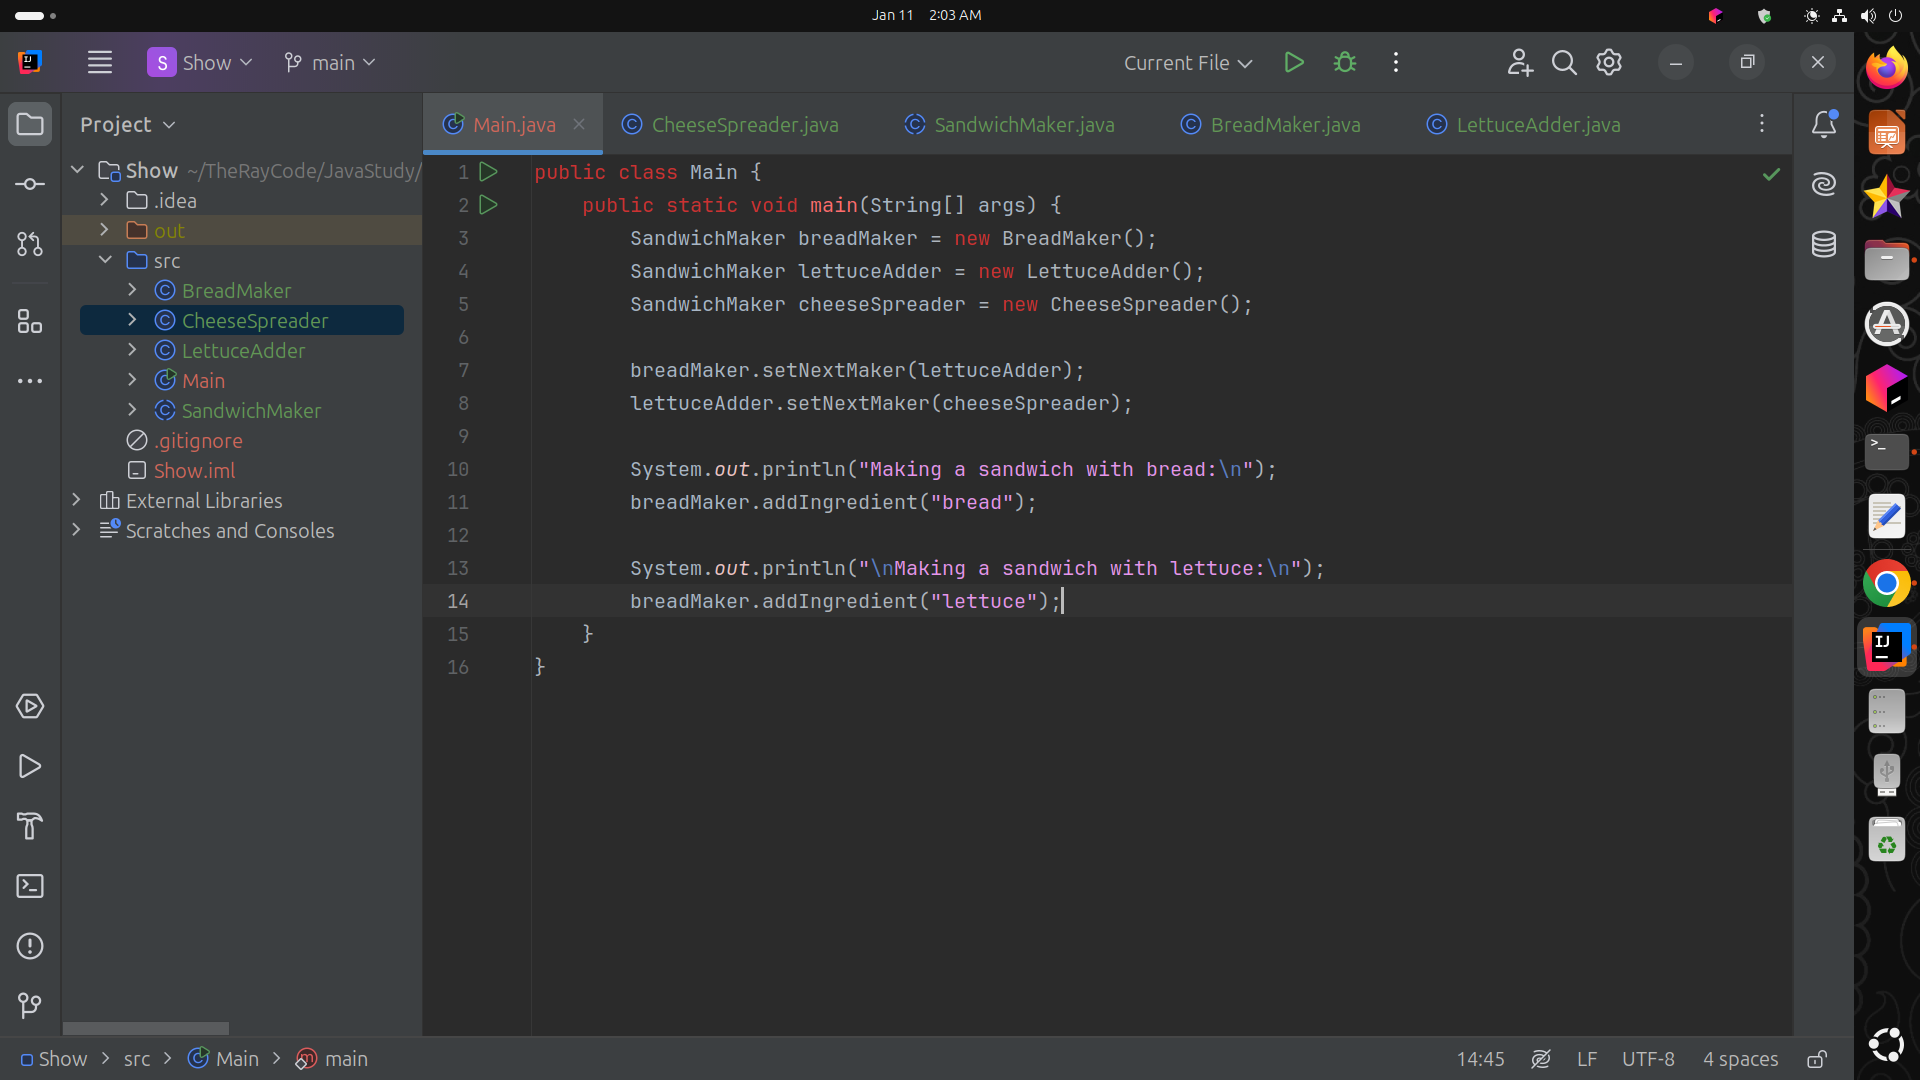 Jan 11 2:03 AM
S Show main Current File
Project
Main.java CheeseSpreader.java SandwichMaker.java BreadMaker.java LettuceAdder.java
Show ~/TheRayCode/JavaStudy/
.idea
out
src
BreadMaker
CheeseSpreader
LettuceAdder
Main
SandwichMaker
.gitignore
Show.iml
External Libraries
Scratches and Consoles
1 public class Main {
2 public static void main(String[] args) {
3 SandwichMaker breadMaker = new BreadMaker();
4 SandwichMaker lettuceAdder = new LettuceAdder();
5 SandwichMaker cheeseSpreader = new CheeseSpreader();
6
7 breadMaker.setNextMaker(lettuceAdder);
8 lettuceAdder.setNextMaker(cheeseSpreader);
9
10 System.out.println("Making a sandwich with bread:\n");
11 breadMaker.addIngredient("bread");
12
13 System.out.println("\nMaking a sandwich with lettuce:\n");
14 breadMaker.addIngredient("lettuce");
15 }
16 }
Show src Main main 14:45 LF UTF-8 4 spaces